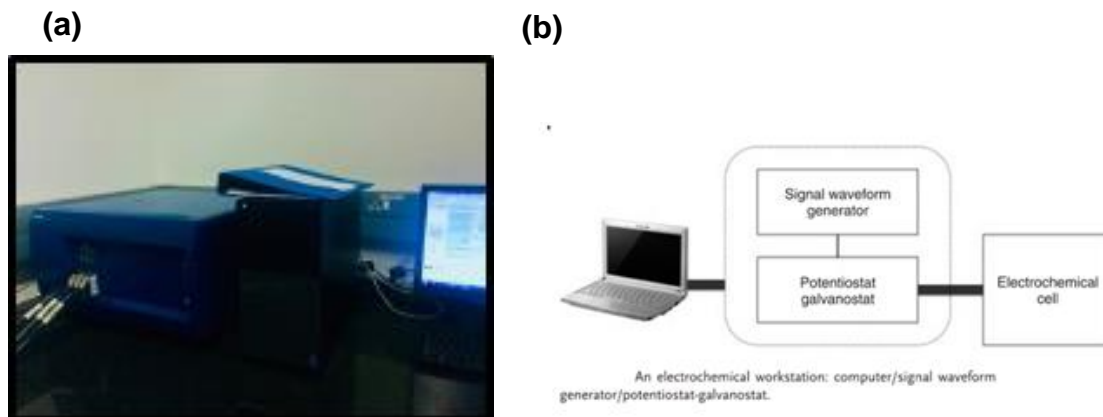 (a)
(b)
Signal waveform
generator
Potentiostat
galvanostat
Electrochemical
cell
An electrochemical workstation: computer/signal waveform
generator/potentiostat-galvanostat.